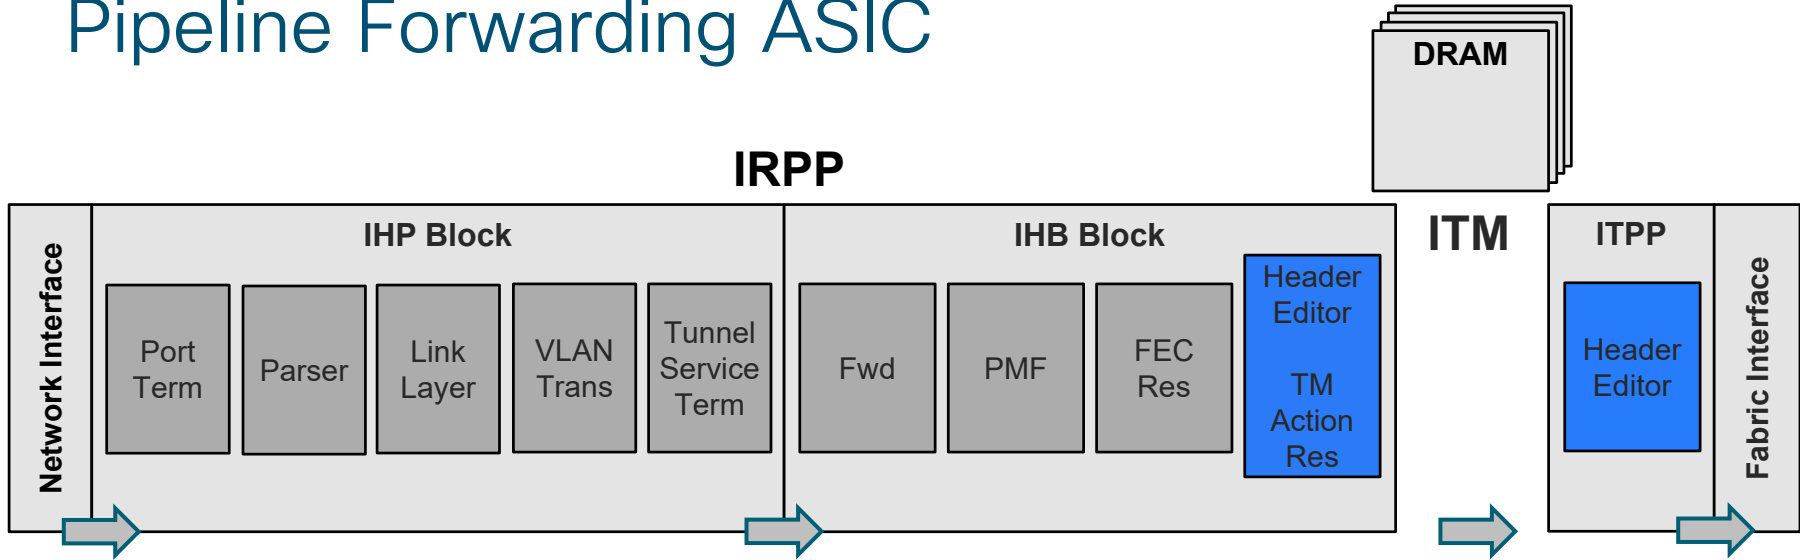 Pipeline Forwarding ASIC
DRAM
IRPP
Network Interface
IHP Block
Port
Term
Parser
Link
Layer
VLAN
Trans
Tunnel
Service
Term
IHB Block
Fwd
PMF
FEC
Res
Header
Editor
TM
Action
Res
ITM
ITPP
Header
Editor
Fabric Interface